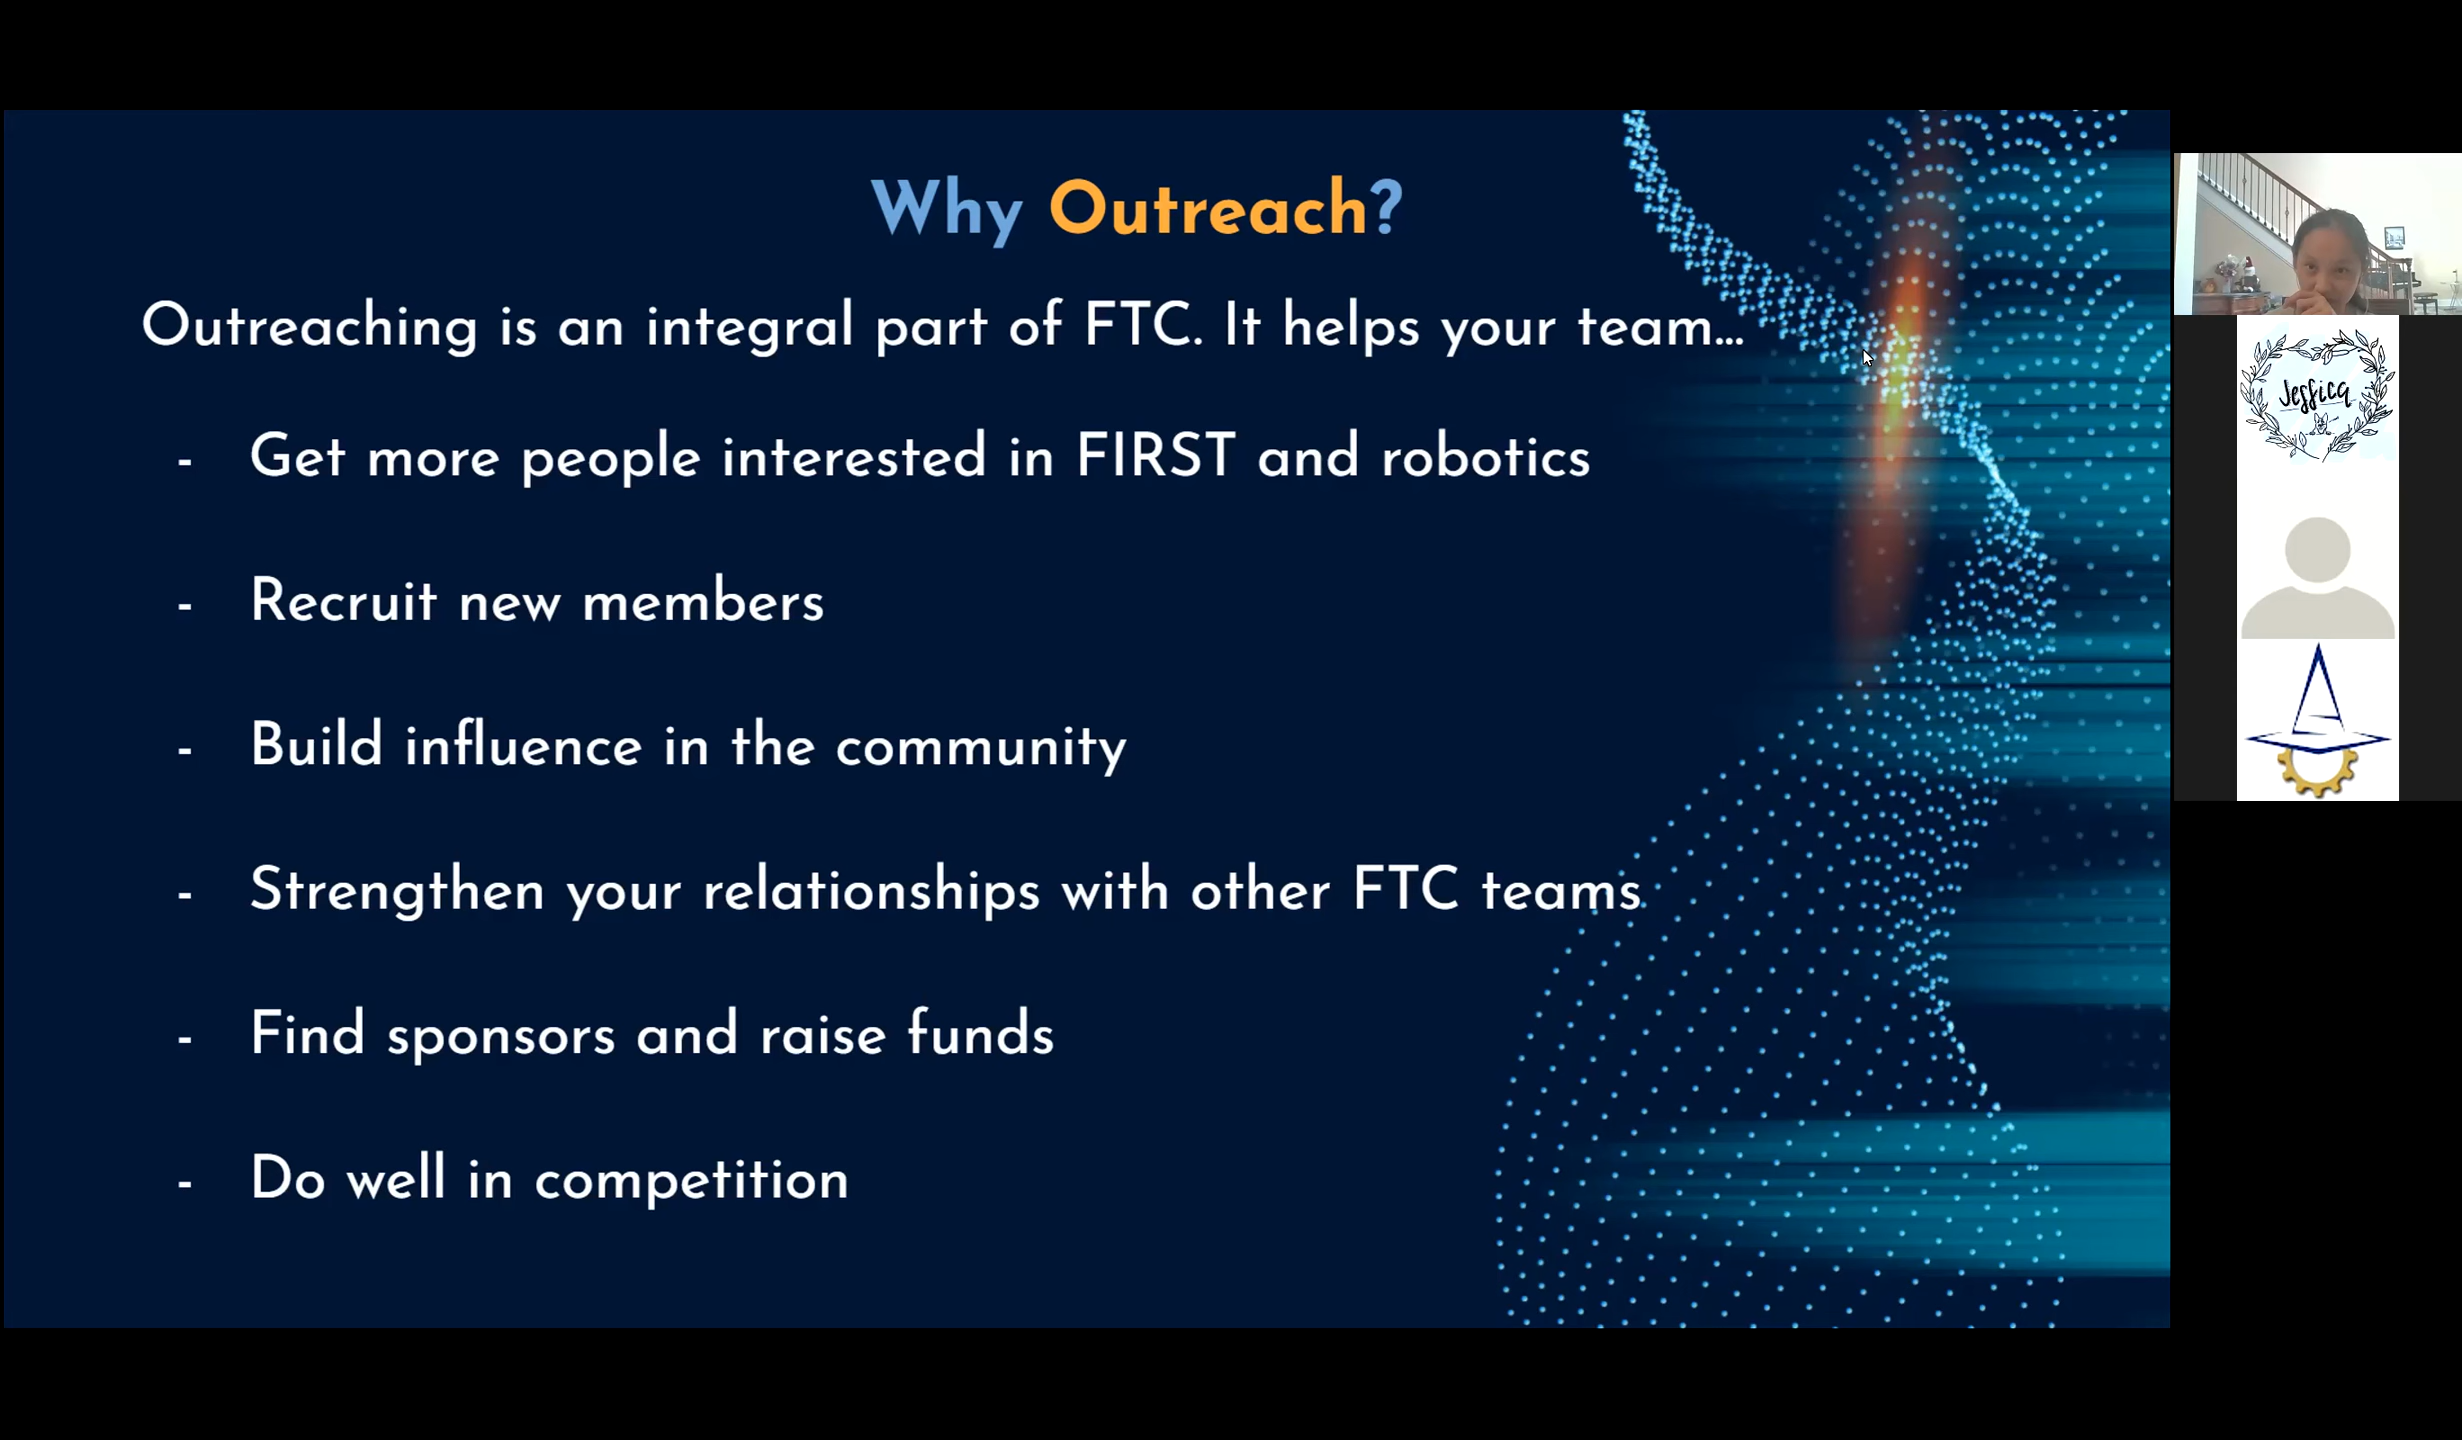 Why Outreach?
Outreaching is an integral part of FTC. It helps your team...
- Get more people interested in FIRST and robotics
- Recruit new members
- Build influence in the community
- Strengthen your relationships with other FTC teams
- Find sponsors and raise funds
- Do well in competition
Jessica